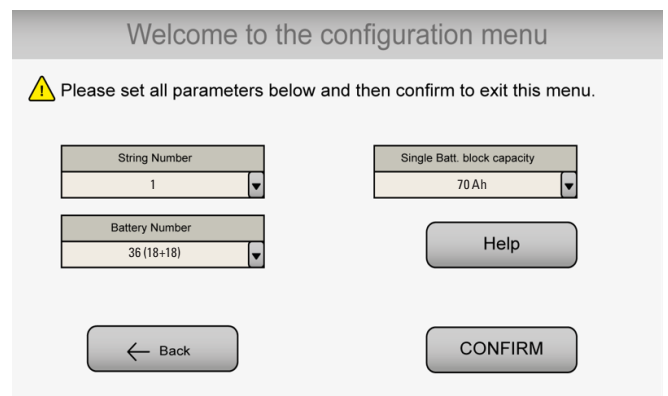 Welcome to the configuration menu
! Please set all parameters below and then confirm to exit this menu.
String Number
1
Single Batt. block capacity
70 Ah
Battery Number
36 (18+18)
Help
Back
CONFIRM